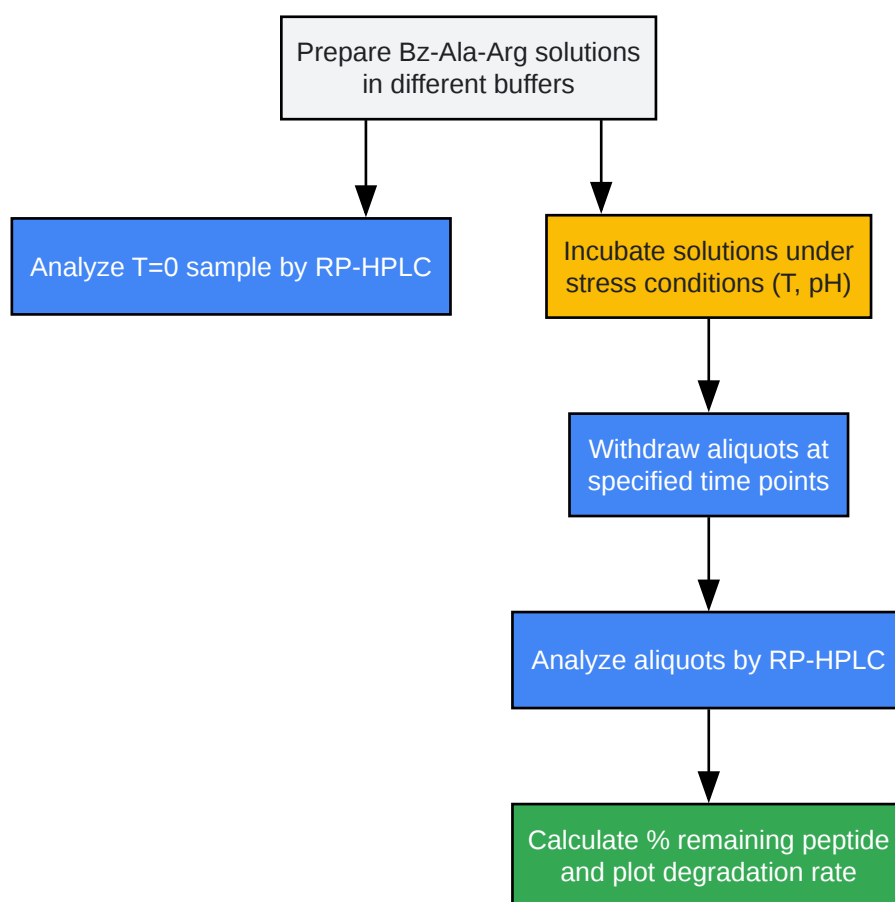 Prepare Bz-Ala-Arg solutions
in different buffers
Analyze T=0 sample by RP-HPLC
Incubate solutions under
stress conditions (T, pH)
Withdraw aliquots at
specified time points
Analyze aliquots by RP-HPLC
Calculate % remaining peptide
and plot degradation rate